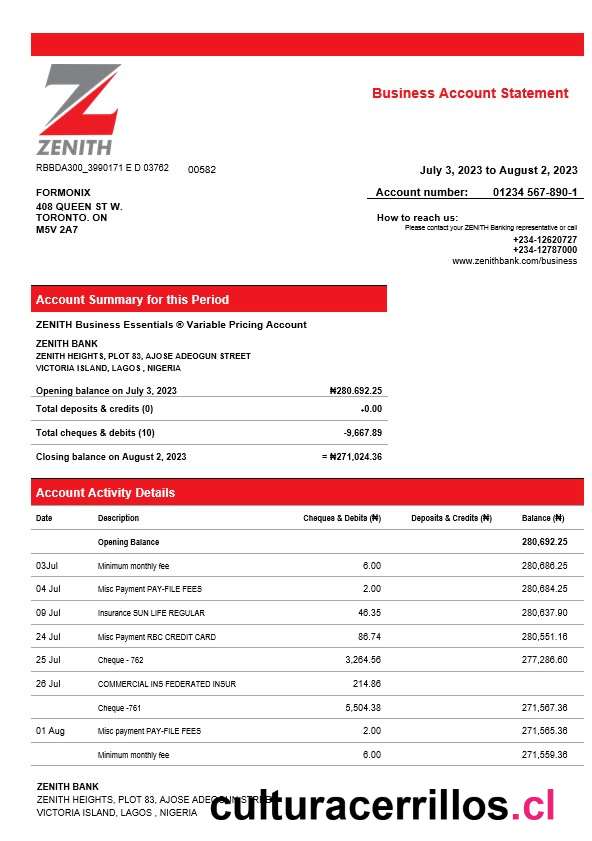 Business Account Statement
ZENITH
RBBDA300_3990171 E D 03762 00582
July 3, 2023 to August 2, 2023
FORMONIX
408 QUEEN ST W.
TORONTO. ON
M5V 2A7
Account number: 01234 567-890-1
How to reach us:
Please contact your ZENITH Banking representative or call
+234-12620727
+234-12787000
www.zenithbank.com/business
Account Summary for this Period
ZENITH Business Essentials ® Variable Pricing Account
ZENITH BANK
ZENITH HEIGHTS, PLOT 83, AJOSE ADEOGUN STREET
VICTORIA ISLAND, LAGOS , NIGERIA
Opening balance on July 3, 2023 ₦280.692.25
Total deposits & credits (0) +0.00
Total cheques & debits (10) -9,667.89
Closing balance on August 2, 2023 = ₦271,024.36
Account Activity Details
Date Description Cheques & Debits (₦) Deposits & Credits (₦) Balance (₦)
Opening Balance 280,692.25
03Jul Minimum monthly fee 6.00 280,686.25
04 Jul Misc Payment PAY-FILE FEES 2.00 280,684.25
09 Jul Insurance SUN LIFE REGULAR 46.35 280,637.90
24 Jul Misc Payment RBC CREDIT CARD 86.74 280,551.16
25 Jul Cheque - 762 3,264.56 277,286.60
26 Jul COMMERCIAL INS FEDERATED INSUR 214.86
Cheque -761 5,504.38 271,567.36
01 Aug Misc payment PAY-FILE FEES 2.00 271,565.36
Minimum monthly fee 6.00 271,559.36
ZENITH BANK
ZENITH HEIGHTS, PLOT 83, AJOSE ADEOGUN STREET
VICTORIA ISLAND, LAGOS , NIGERIA
culturacerrillos.cl